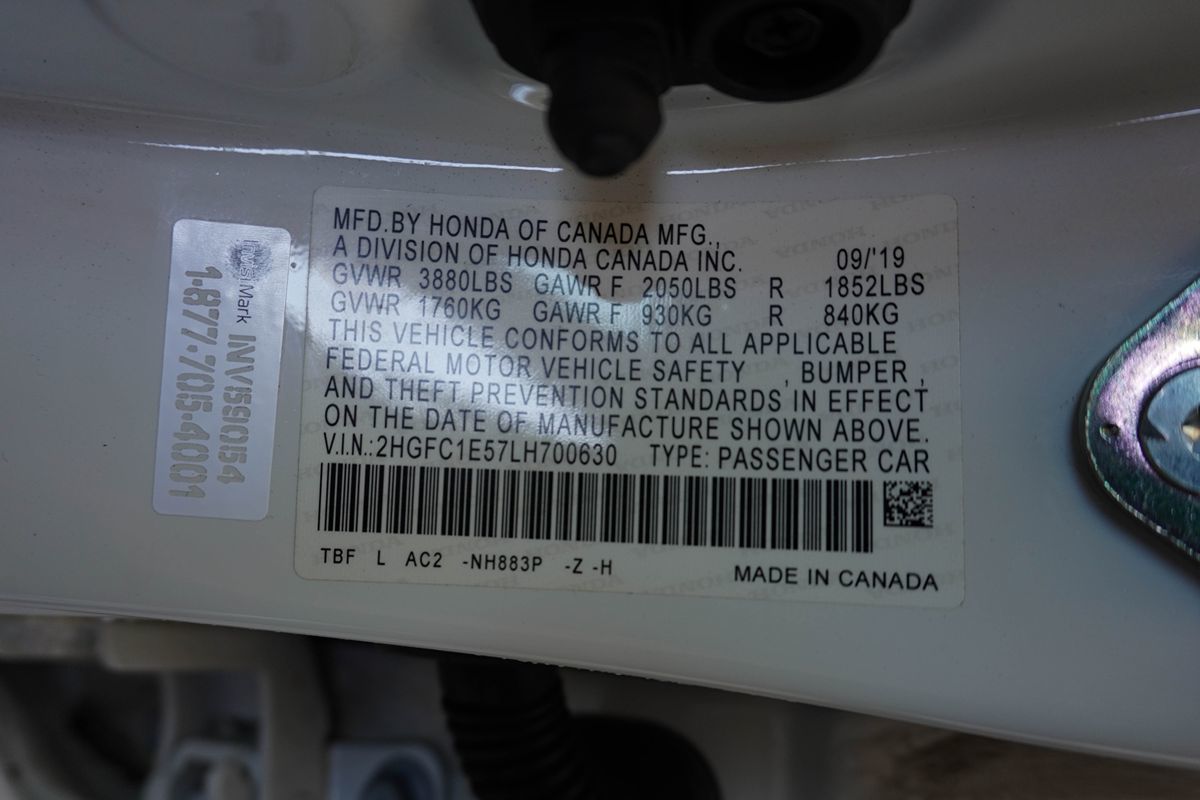 MFD.BY HONDA OF CANADA MFG.,
A DIVISION OF HONDA CANADA INC. 09/'19
GVWR 3880LBS GAWR F 2050LBS R 1852LBS
GVWR 1760KG GAWR F 930KG R 840KG
THIS VEHICLE CONFORMS TO ALL APPLICABLE
FEDERAL MOTOR VEHICLE SAFETY , BUMPER ,
AND THEFT PREVENTION STANDARDS IN EFFECT
ON THE DATE OF MANUFACTURE SHOWN ABOVE.
V.I.N.:2HGFC1E57LH700630 TYPE: PASSENGER CAR
TBF L AC2 -NH883P -Z -H
MADE IN CANADA
InvisiMark INV1590154
1-877-705-4001